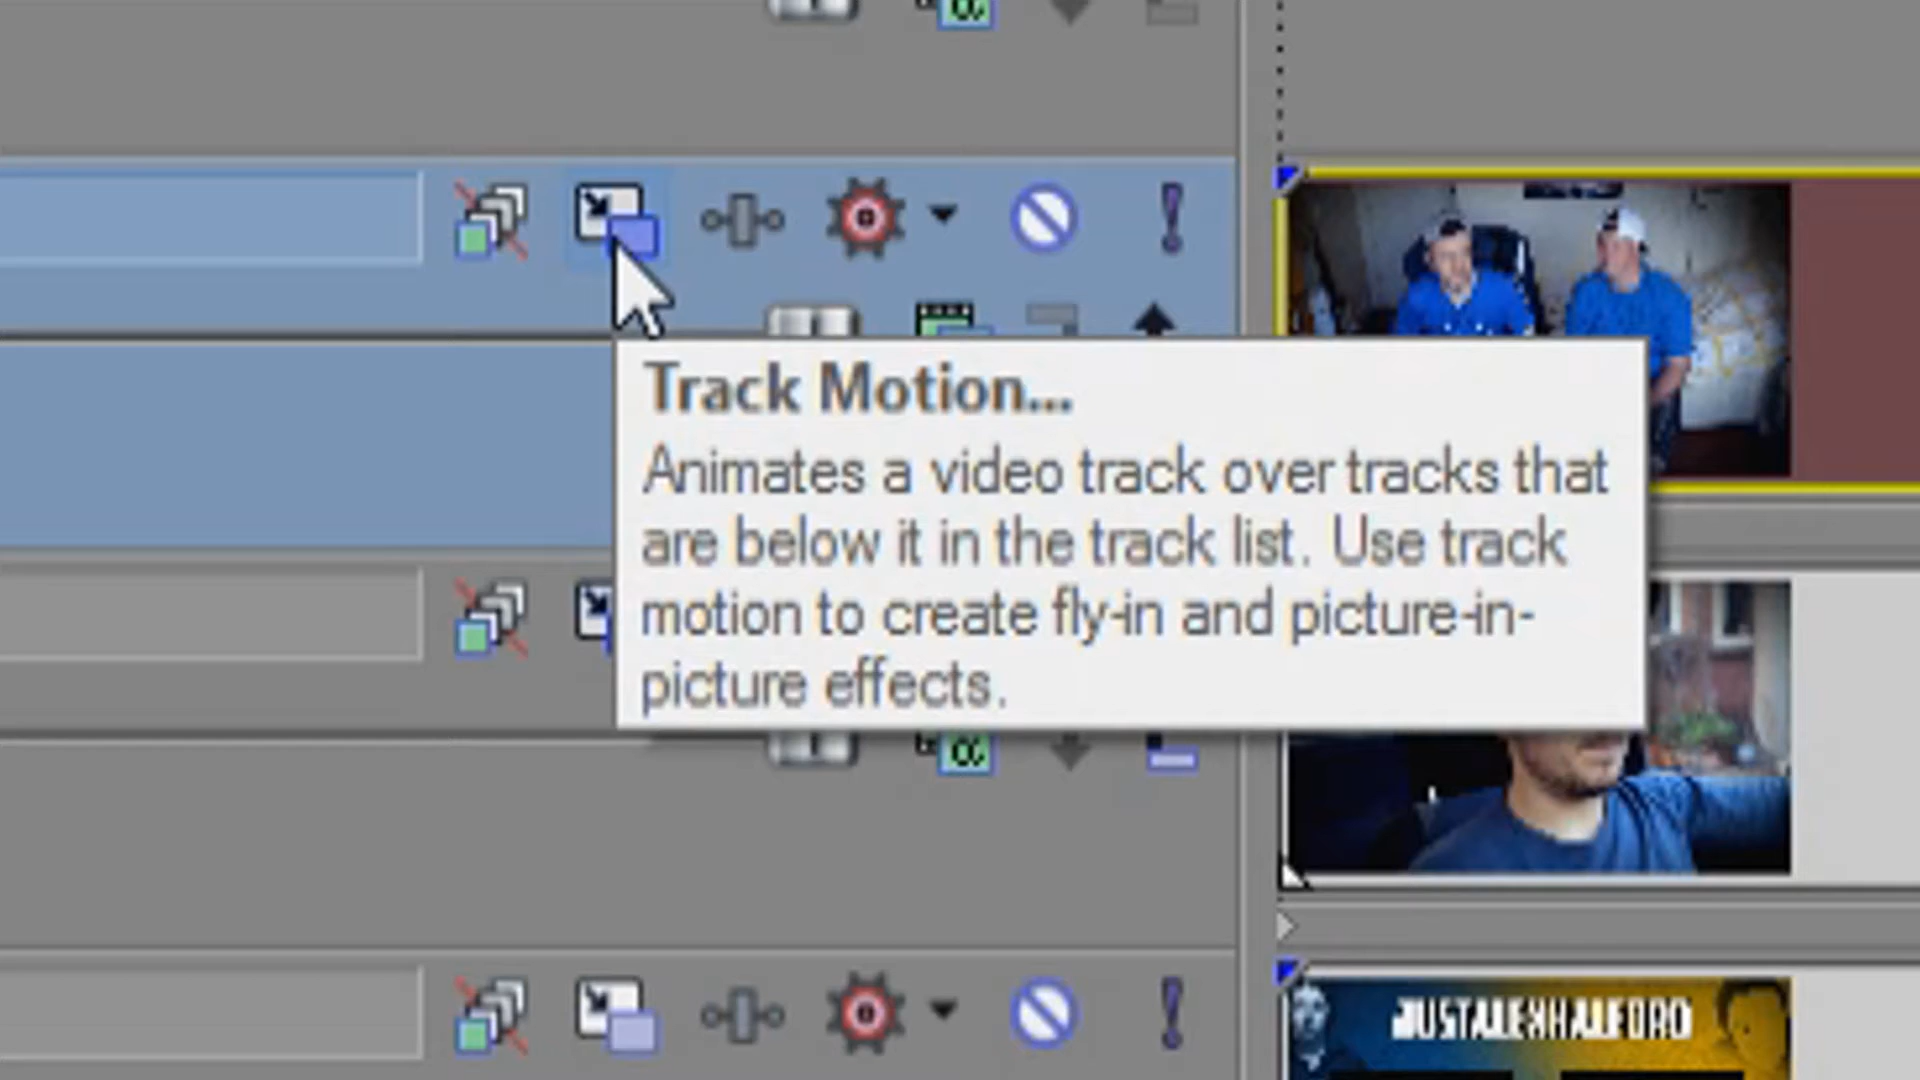 Track Motion...
Animates a video track over tracks that
are below it in the track list. Use track
motion to create fly-in and picture-in-
picture effects.
JUSTALEXHALFORD